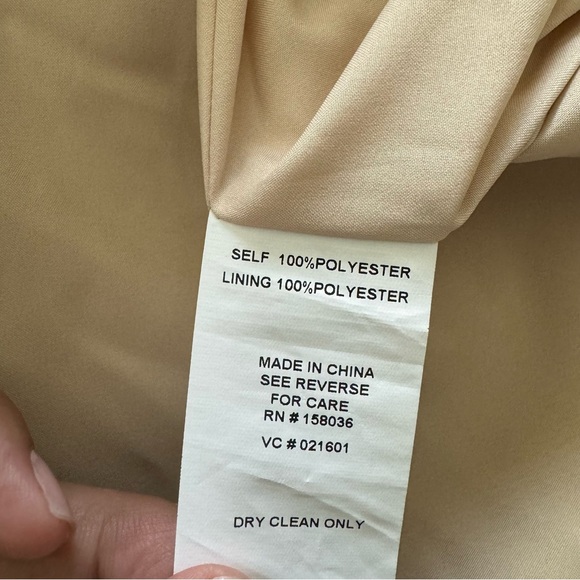 SELF 100%POLYESTER
LINING 100%POLYESTER
MADE IN CHINA
SEE REVERSE
FOR CARE
RN # 158036
VC # 021601
DRY CLEAN ONLY